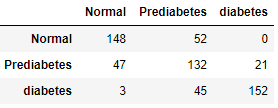 Normal Prediabetes diabetes
Normal 148 52 0
Prediabetes 47 132 21
diabetes 3 45 152